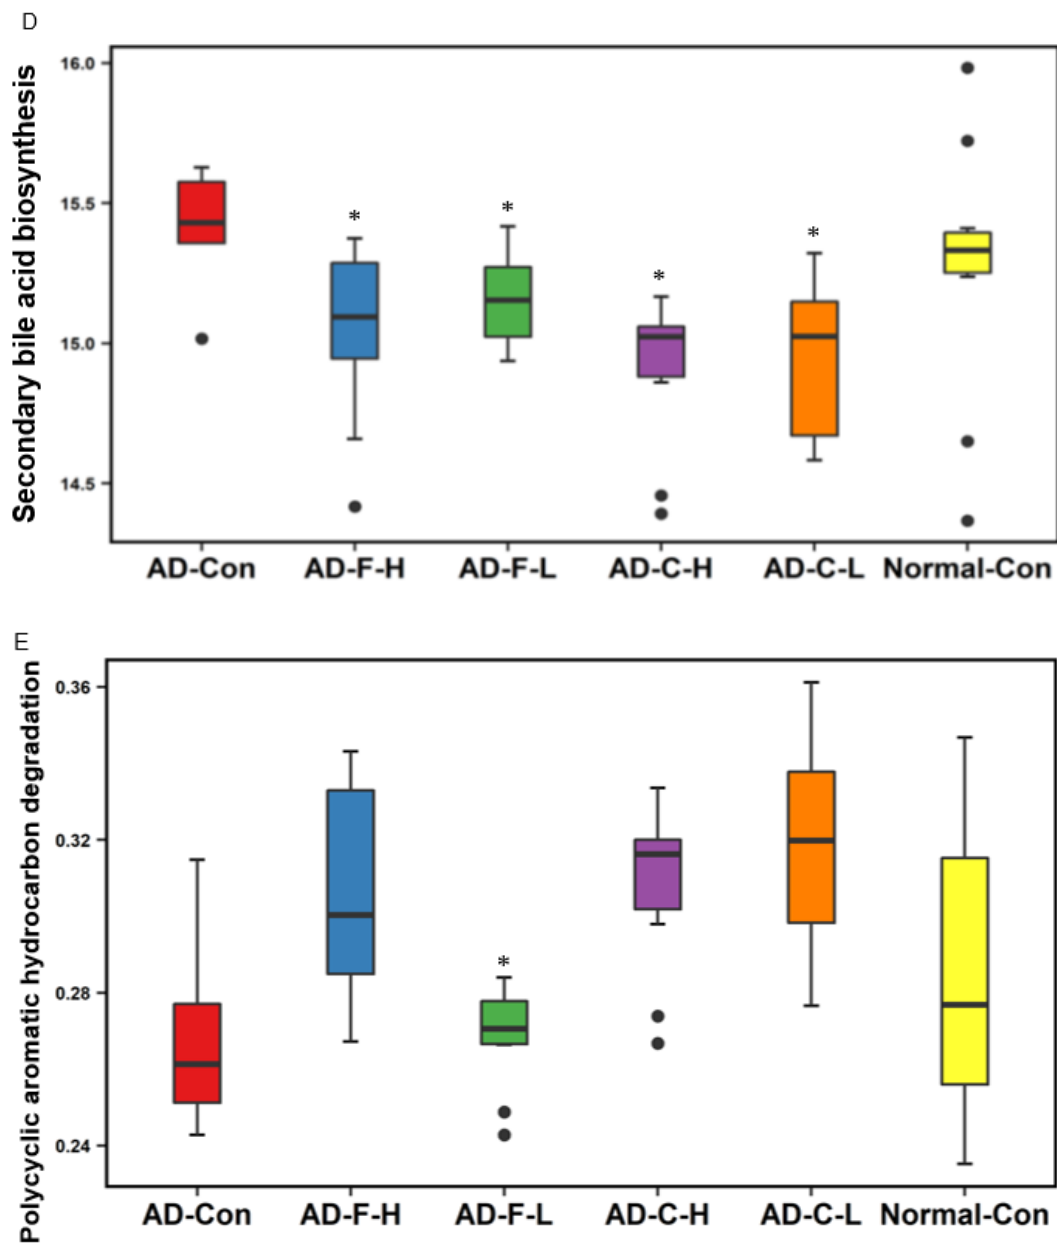 D
Secondary bile acid biosynthesis
16.0
15.5
15.0
14.5
*
*
*
*
AD-Con AD-F-H AD-F-L AD-C-H AD-C-L Normal-Con
E
Polycyclic aromatic hydrocarbon degradation
0.36
0.32
0.28
0.24
*
AD-Con AD-F-H AD-F-L AD-C-H AD-C-L Normal-Con